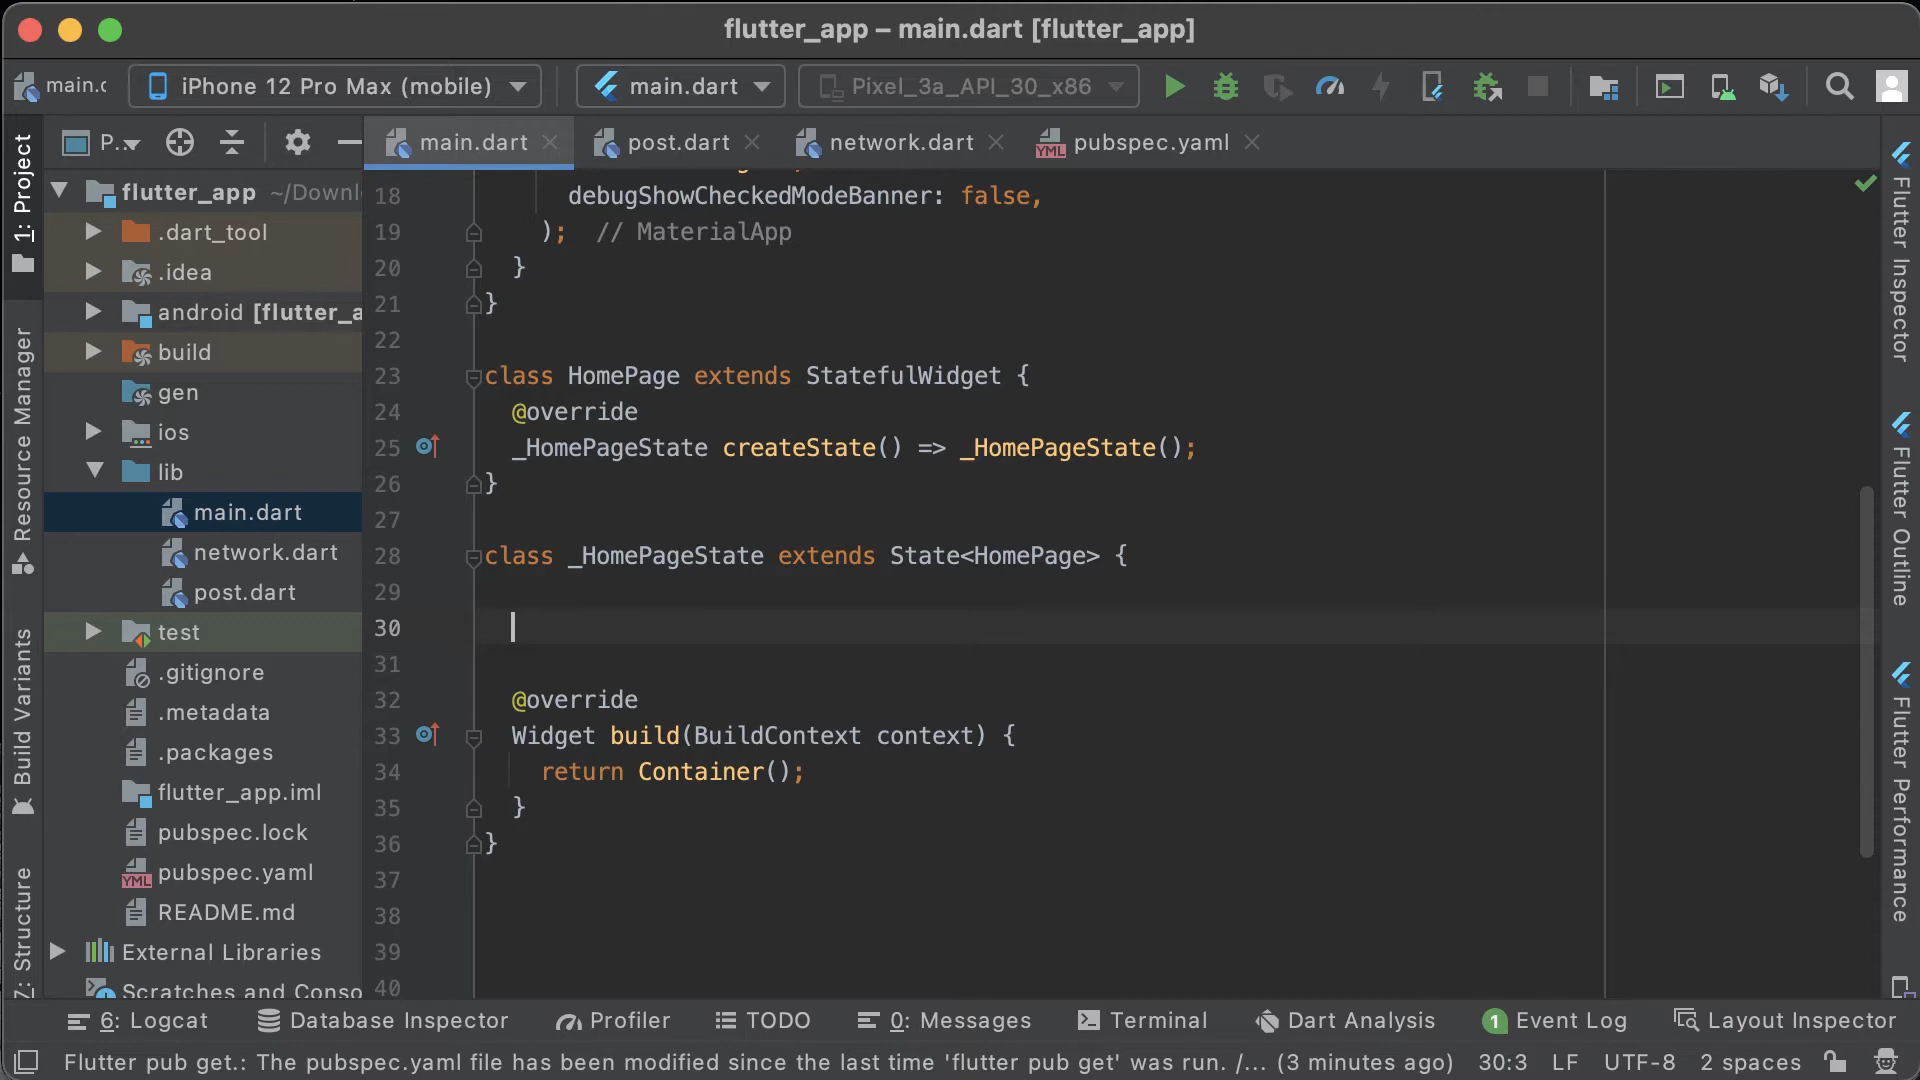 flutter_app – main.dart [flutter_app]
main.c
iPhone 12 Pro Max (mobile)
main.dart
Pixel_3a_API_30_x86
P...
main.dart
post.dart
network.dart
YML
pubspec.yaml
1: Project
Resource Manager
Build Variants
7: Structure
flutter_app ~/Downl
.dart_tool
.idea
android [flutter_a
build
gen
ios
lib
main.dart
network.dart
post.dart
test
.gitignore
.metadata
.packages
flutter_app.iml
pubspec.lock
YML pubspec.yaml
README.md
External Libraries
Scratches and Conso
18 debugShowCheckedModeBanner: false,
19 ); // MaterialApp
20 }
21 }
22
23 class HomePage extends StatefulWidget {
24 @override
25 _HomePageState createState() => _HomePageState();
26 }
27
28 class _HomePageState extends State<HomePage> {
29
30
31
32 @override
33 Widget build(BuildContext context) {
34 return Container();
35 }
36 }
37
38
39
40
Flutter Inspector
Flutter Outline
Flutter Performance
6: Logcat
Database Inspector
Profiler
TODO
0: Messages
Terminal
Dart Analysis
1 Event Log
Layout Inspector
Flutter pub get.: The pubspec.yaml file has been modified since the last time 'flutter pub get' was run. /... (3 minutes ago)
30:3
LF
UTF-8
2 spaces